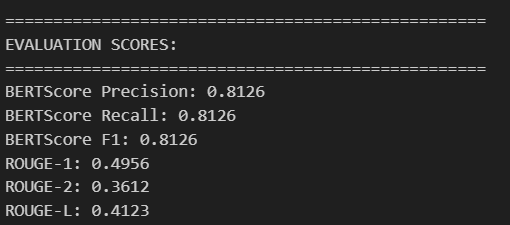 ==================================================
EVALUATION SCORES:
==================================================
BERTScore Precision: 0.8126
BERTScore Recall: 0.8126
BERTScore F1: 0.8126
ROUGE-1: 0.4956
ROUGE-2: 0.3612
ROUGE-L: 0.4123